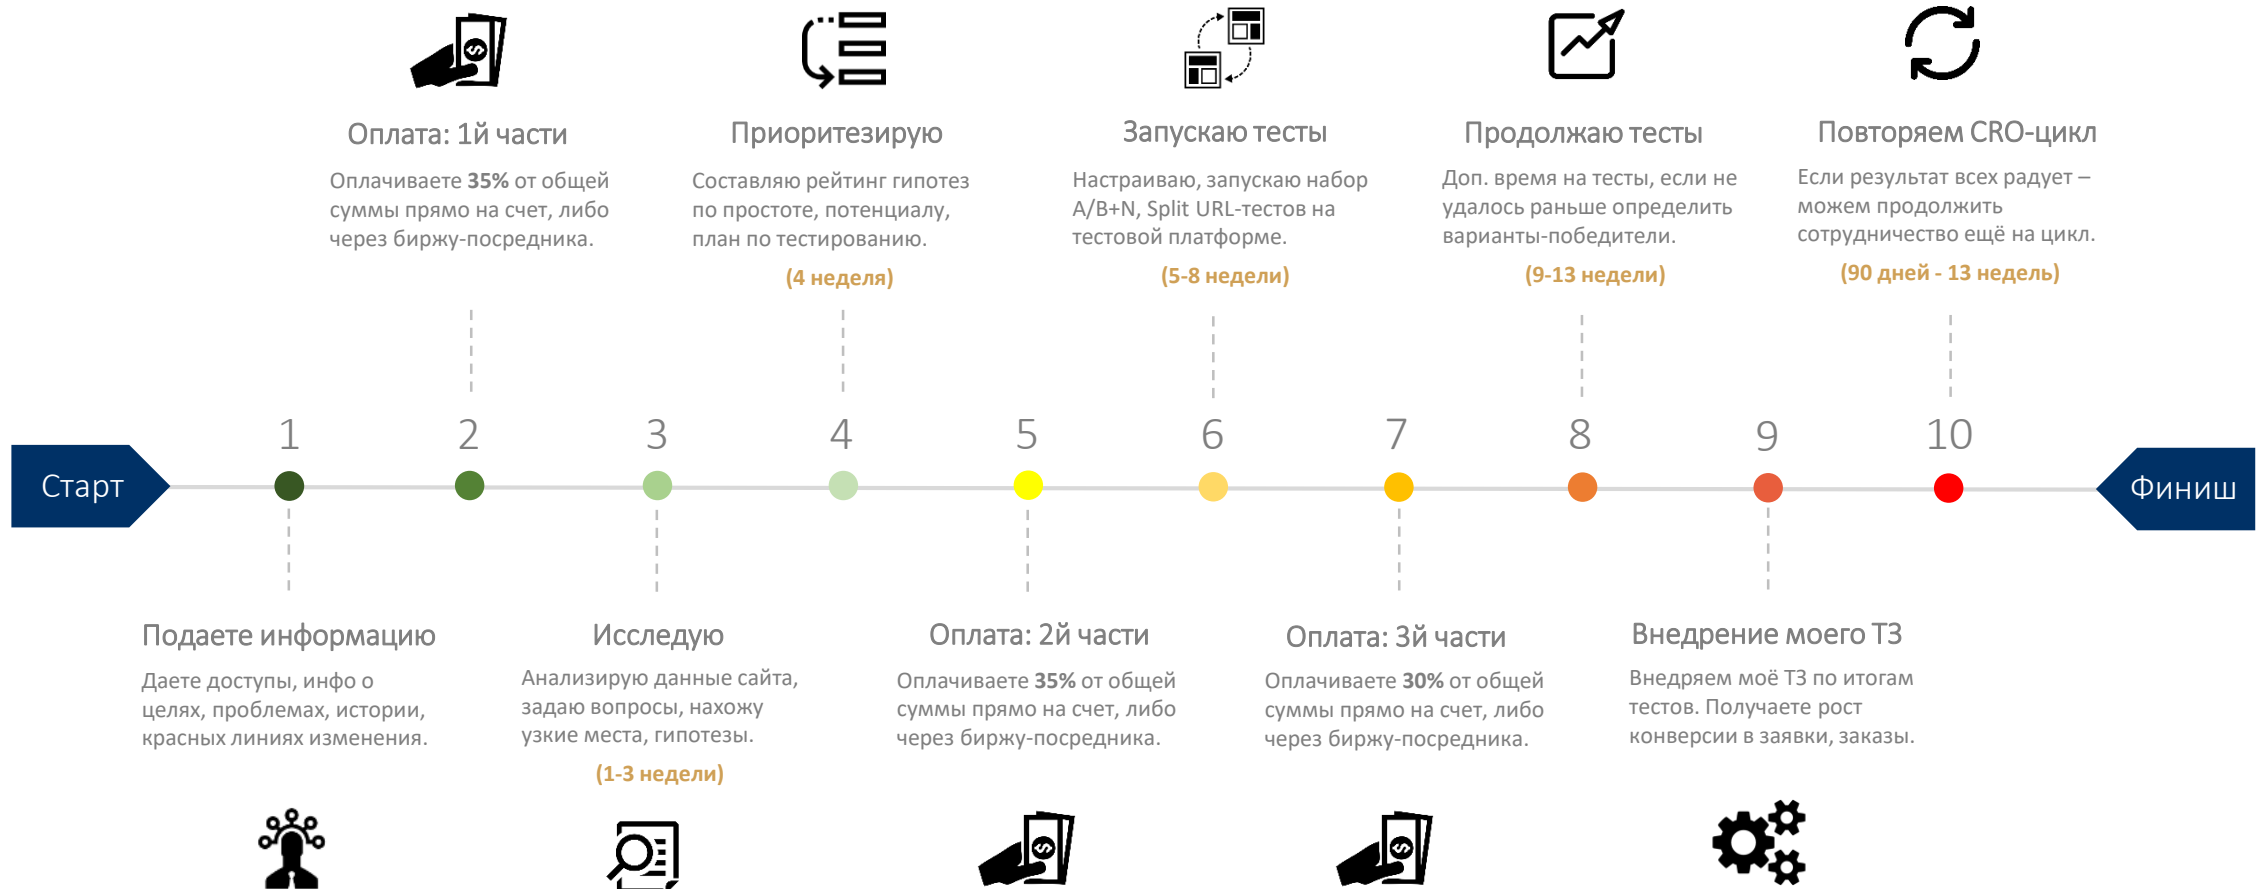 Оплата: 1й части
Оплачиваете 35% от общей
суммы прямо на счет, либо
через биржу-посредника.
Приоритезирую
Составляю рейтинг гипотез
по простоте, потенциалу,
план по тестированию.
(4 неделя)
Запускаю тесты
Настраиваю, запускаю набор
A/B+N, Split URL-тестов на
тестовой платформе.
(5-8 недели)
Продолжаю тесты
Доп. время на тесты, если не
удалось раньше определить
варианты-победители.
(9-13 недели)
Повторяем CRO-цикл
Если результат всех радует –
можем продолжить
сотрудничество ещё на цикл.
(90 дней - 13 недель)
1 2 3 4 5 6 7 8 9 10
Старт
Финиш
Подаете информацию
Даете доступы, инфо о
целях, проблемах, истории,
красных линиях изменения.
Исследую
Анализирую данные сайта,
задаю вопросы, нахожу
узкие места, гипотезы.
(1-3 недели)
Оплата: 2й части
Оплачиваете 35% от общей
суммы прямо на счет, либо
через биржу-посредника.
Оплата: 3й части
Оплачиваете 30% от общей
суммы прямо на счет, либо
через биржу-посредника.
Внедрение моего ТЗ
Внедряем моё ТЗ по итогам
тестов. Получаете рост
конверсии в заявки, заказы.